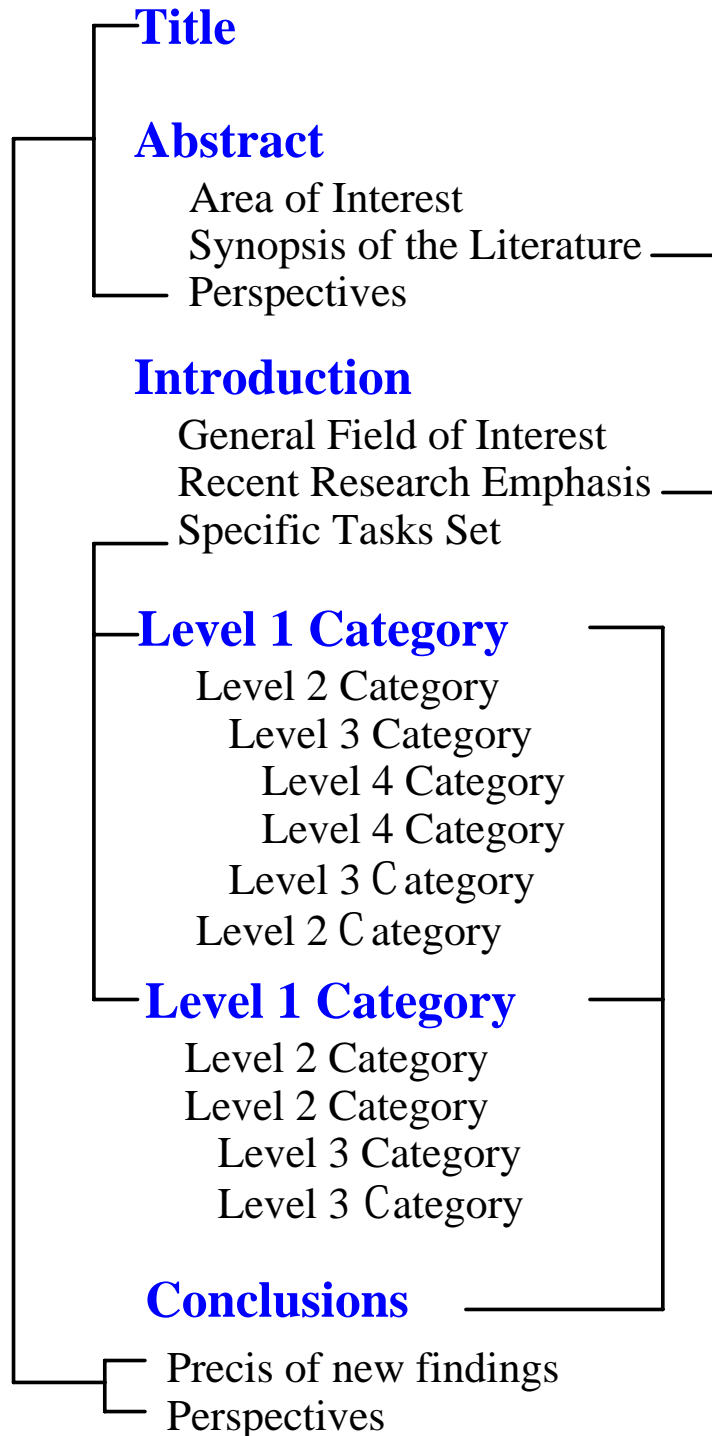 Title
Abstract
Area of Interest
Synopsis of the Literature
Perspectives
Introduction
General Field of Interest
Recent Research Emphasis
Specific Tasks Set
Level 1 Category
Level 2 Category
Level 3 Category
Level 4 Category
Level 4 Category
Level 3 Category
Level 2 Category
Level 1 Category
Level 2 Category
Level 2 Category
Level 3 Category
Level 3 Category
Conclusions
Precis of new findings
Perspectives